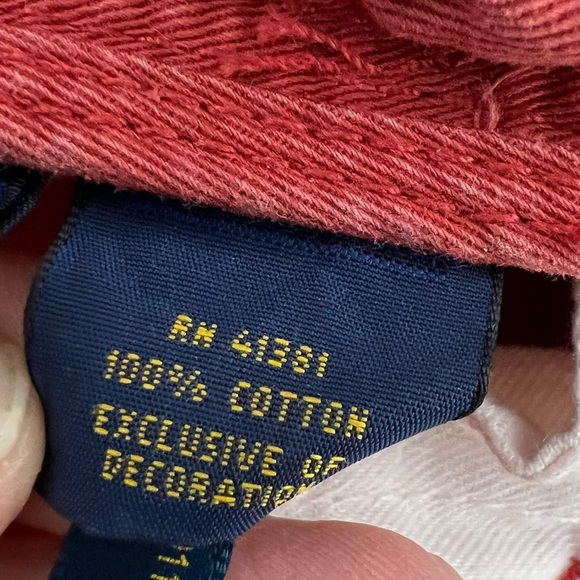 RN 41381
100% COTTON
EXCLUSIVE OF
DECORATION